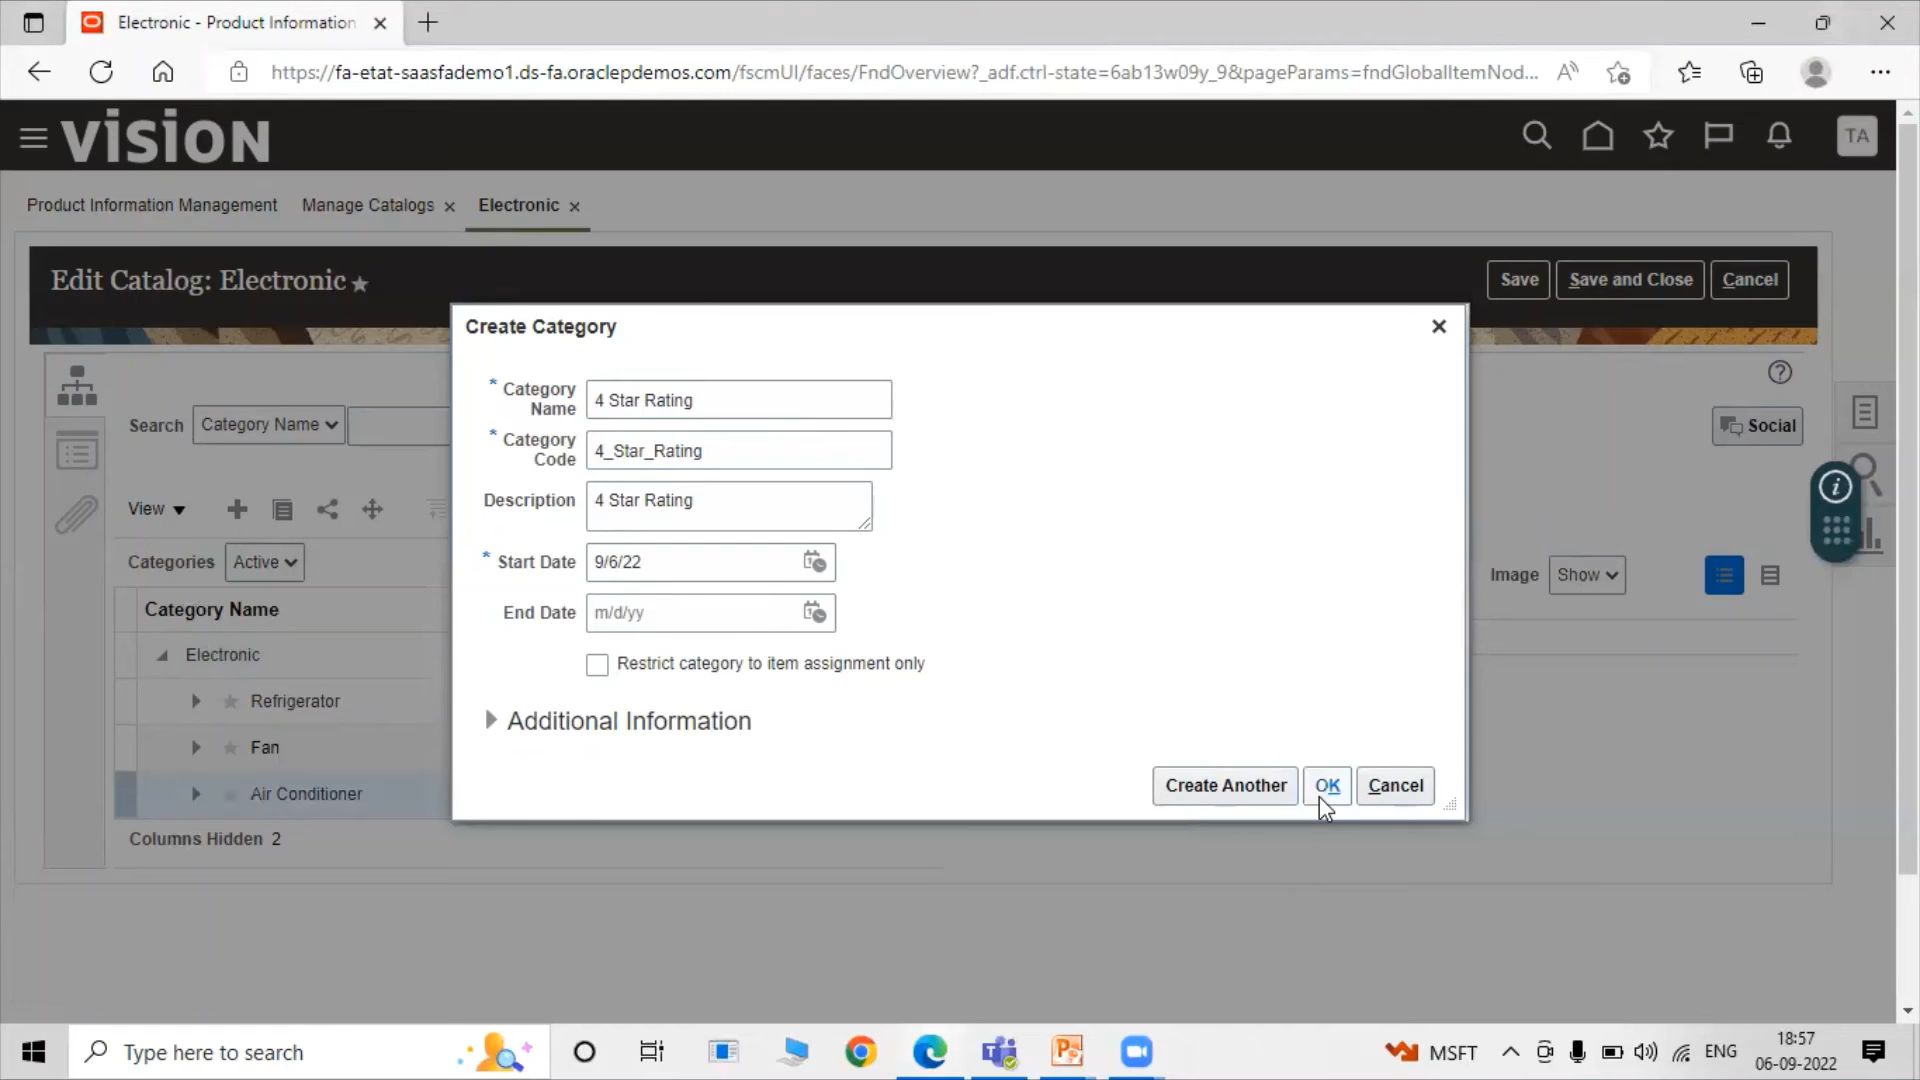 Electronic - Product Information
https://fa-etat-saasfademo1.ds-fa.oraclepdemos.com/fscmUI/faces/FndOverview?_adf.ctrl-state=6ab13w09y_9&pageParams=fndGlobalItemNod...
VISION
TA
Product Information Management Manage Catalogs Electronic
Edit Catalog: Electronic
Save Save and Close Cancel
Create Category
Search Category Name
Social
* Category Name 4 Star Rating
* Category Code 4_Star_Rating
Description 4 Star Rating
* Start Date 9/6/22
End Date m/d/yy
Restrict category to item assignment only
Additional Information
Create Another OK Cancel
View
Categories Active
Image Show
Category Name
Electronic
Refrigerator
Fan
Air Conditioner
Columns Hidden 2
Type here to search
MSFT
ENG
18:57
06-09-2022